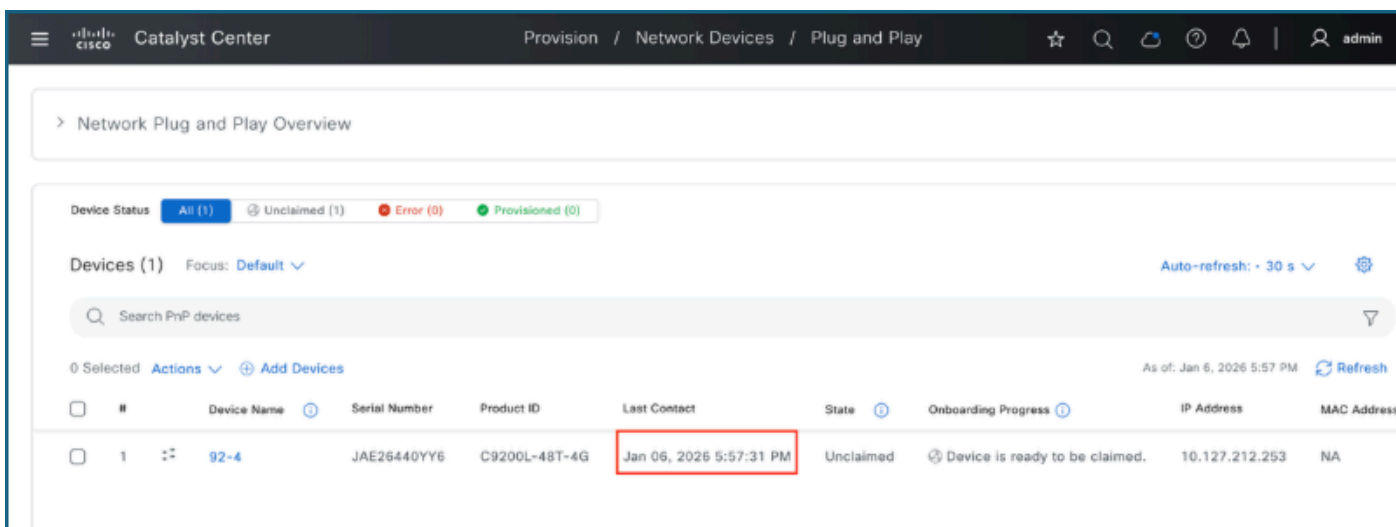 cisco Catalyst Center Provision / Network Devices / Plug and Play admin
> Network Plug and Play Overview
Device Status All (1) Unclaimed (1) Error (0) Provisioned (0)
Devices (1) Focus: Default Auto-refresh: • 30 s
Search PnP devices
0 Selected Actions Add Devices As of: Jan 6, 2026 5:57 PM Refresh
# Device Name Serial Number Product ID Last Contact State Onboarding Progress IP Address MAC Address
1 92-4 JAE26440YY6 C9200L-48T-4G Jan 06, 2026 5:57:31 PM Unclaimed Device is ready to be claimed. 10.127.212.253 NA